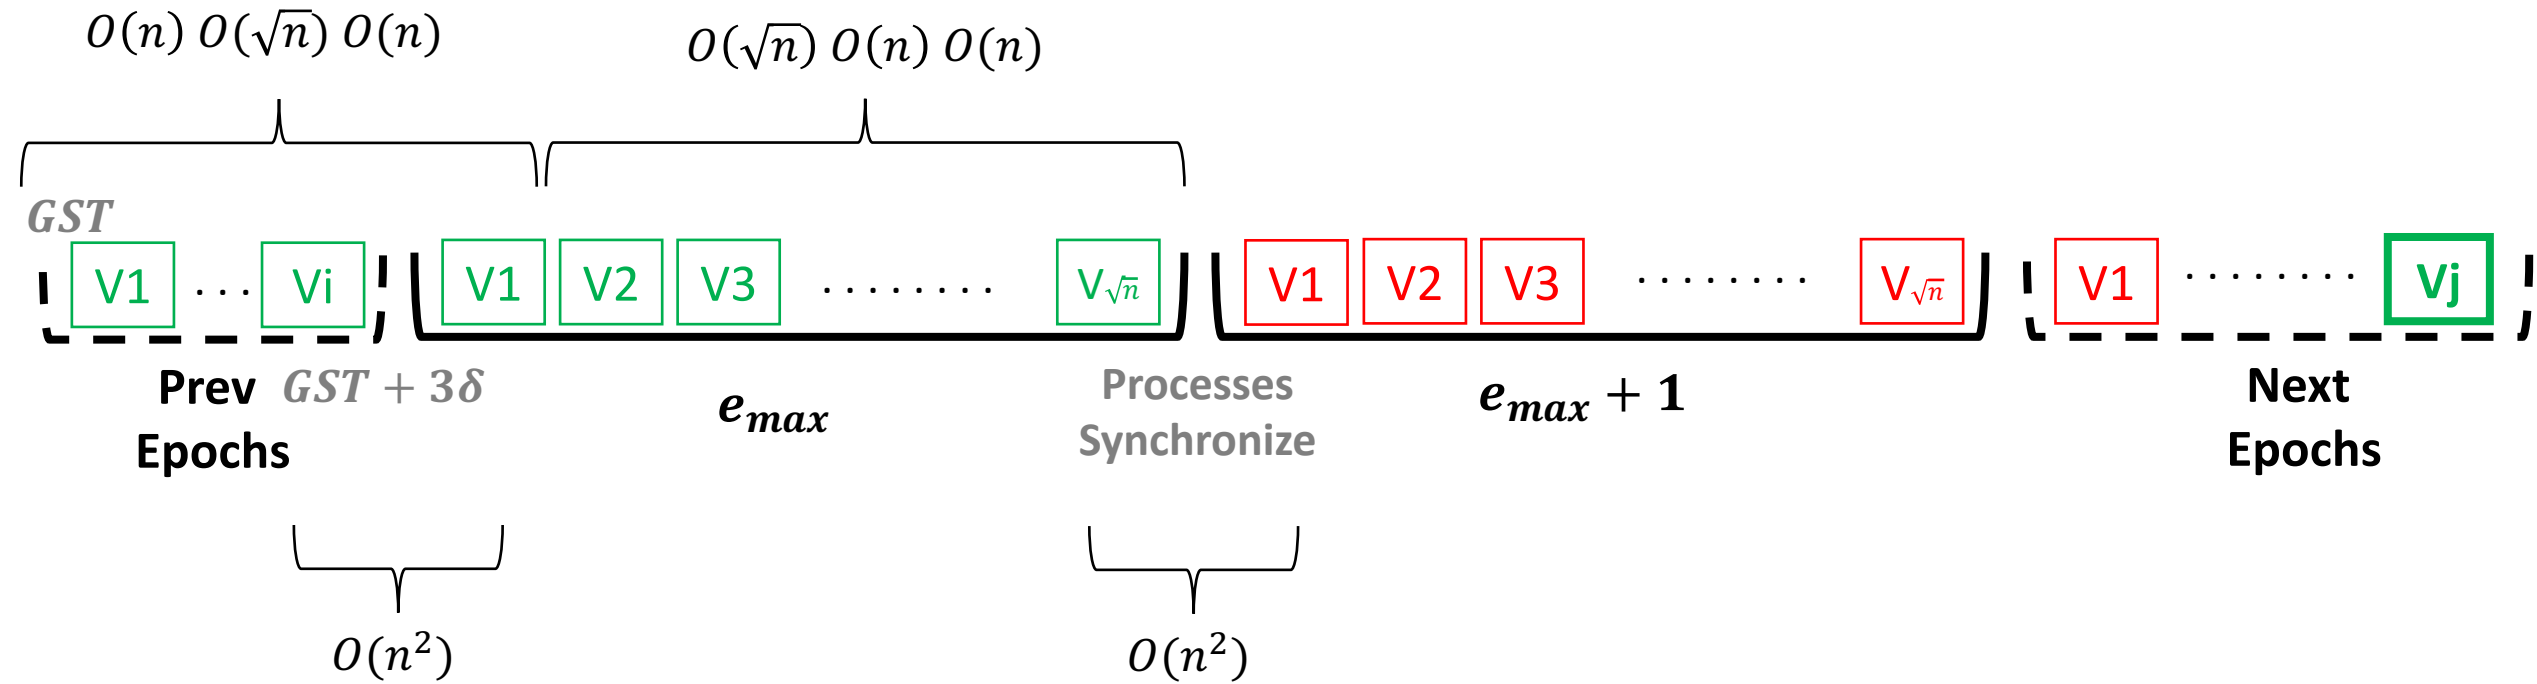 O(n) O(√n) O(n)
O(√n) O(n) O(n)
GST
V1 ... Vi
V1 V2 V3 ......... V√n
V1 V2 V3 ......... V√n
V1 ......... Vj
Prev
Epochs
GST + 3δ
e_max
Processes
Synchronize
e_max + 1
Next
Epochs
O(n²)
O(n²)